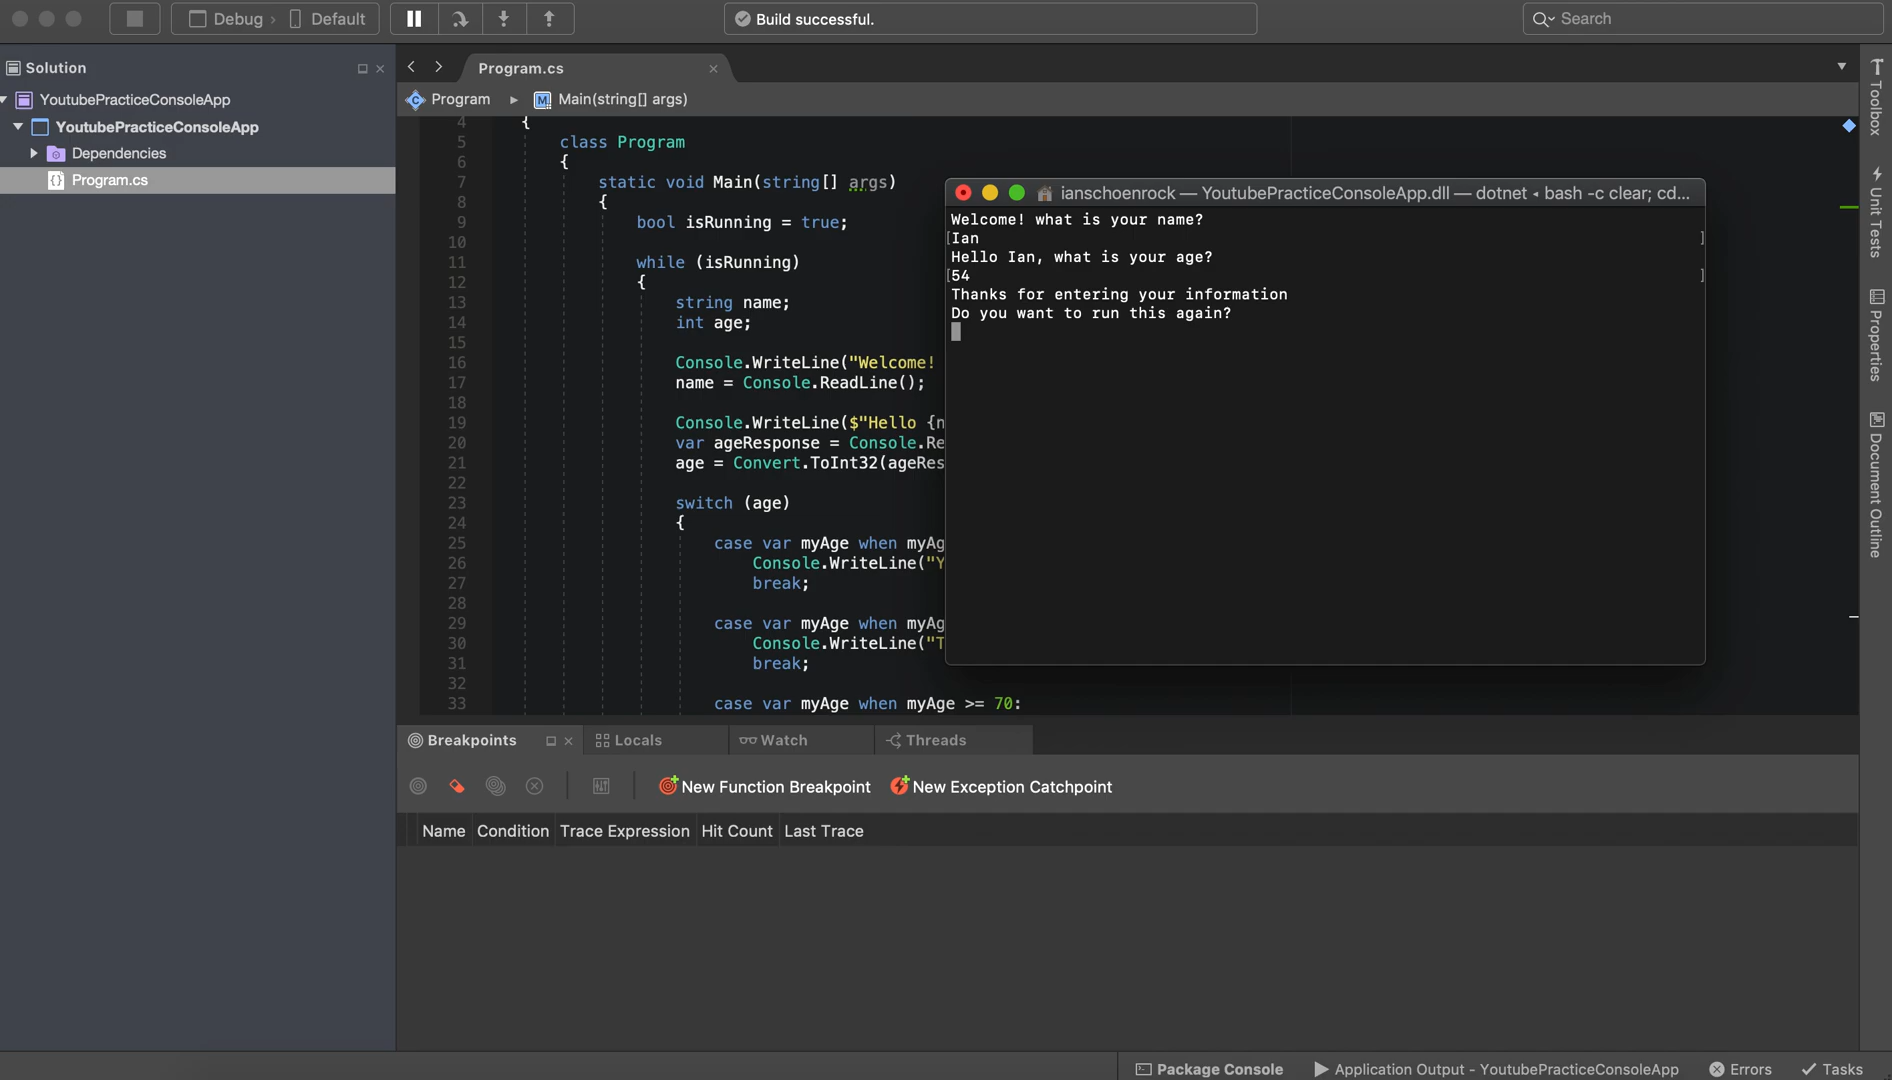 Debug › Default
Build successful.
Search
Solution
YoutubePracticeConsoleApp
YoutubePracticeConsoleApp
Dependencies
Program.cs
Program.cs
Program
Main(string[] args)
4 {
5 class Program
6 {
7 static void Main(string[] args)
8 {
9 bool isRunning = true;
10
11 while (isRunning)
12 {
13 string name;
14 int age;
15
16 Console.WriteLine("Welcome!
17 name = Console.ReadLine();
18
19 Console.WriteLine($"Hello {n
20 var ageResponse = Console.Re
21 age = Convert.ToInt32(ageRes
22
23 switch (age)
24 {
25 case var myAge when myAg
26 Console.WriteLine("Y
27 break;
28
29 case var myAge when myAg
30 Console.WriteLine("T
31 break;
32
33 case var myAge when myAge >= 70:
ianschoenrock — YoutubePracticeConsoleApp.dll — dotnet ◂ bash -c clear; cd...
Welcome! what is your name?
[Ian ]
Hello Ian, what is your age?
[54 ]
Thanks for entering your information
Do you want to run this again?
Toolbox
Unit Tests
Properties
Document Outline
Breakpoints
Locals
Watch
Threads
New Function Breakpoint
New Exception Catchpoint
Name Condition Trace Expression Hit Count Last Trace
Package Console
Application Output - YoutubePracticeConsoleApp
Errors
Tasks